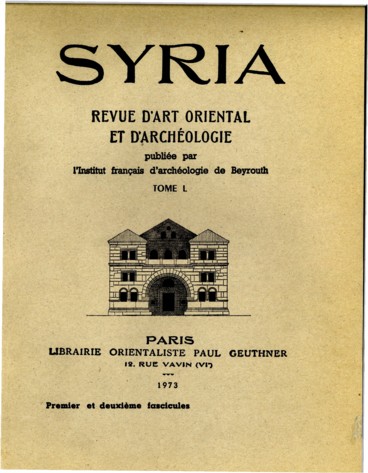 SYRIA
REVUE D'ART ORIENTAL
ET D'ARCHÉOLOGIE
publiée par
l'Institut français d'archéologie de Beyrouth
TOME L
PARIS
LIBRAIRIE ORIENTALISTE PAUL GEUTHNER
12, RUE VAVIN (VIᵉ)
1973
Premier et deuxième fascicules